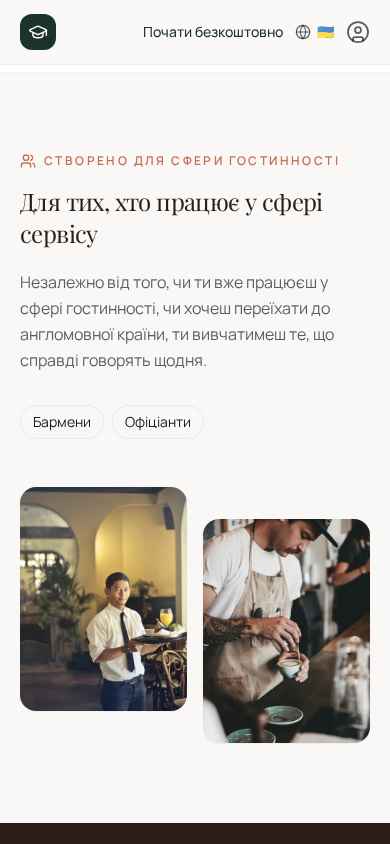 Почати безкоштовно
СТВОРЕНО ДЛЯ СФЕРИ ГОСТИННОСТІ
Для тих, хто працює у сфері
сервісу
Незалежно від того, чи ти вже працюєш у
сфері гостинності, чи хочеш переїхати до
англомовної країни, ти вивчатимеш те, що
справді говорять щодня.
Бармени
Офіціанти